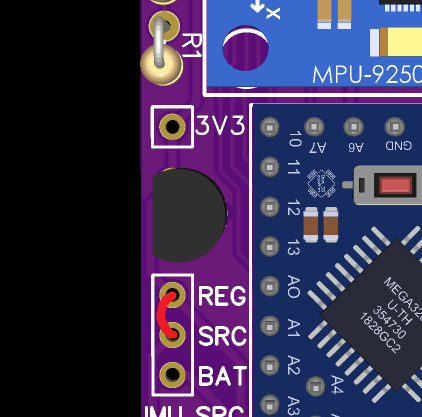 X
R1
MPU-9250
3V3
10
A7
A6
GND
11
12
13
REG
A0
MEGA32
U-TH
354730
1828GC2
SRC
A1
BAT
A2
A4
A3
IMU SRC